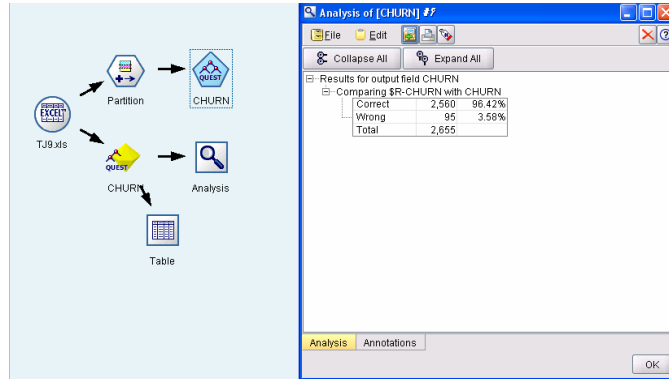 EXCEL
TJ9.xls
Partition
QUEST
CHURN
QUEST
CHURN
Analysis
Table
Analysis of [CHURN] #5
File Edit
Collapse All Expand All
Results for output field CHURN
Comparing $R-CHURN with CHURN
Correct 2,560 96.42%
Wrong 95 3.58%
Total 2,655
Analysis Annotations
OK